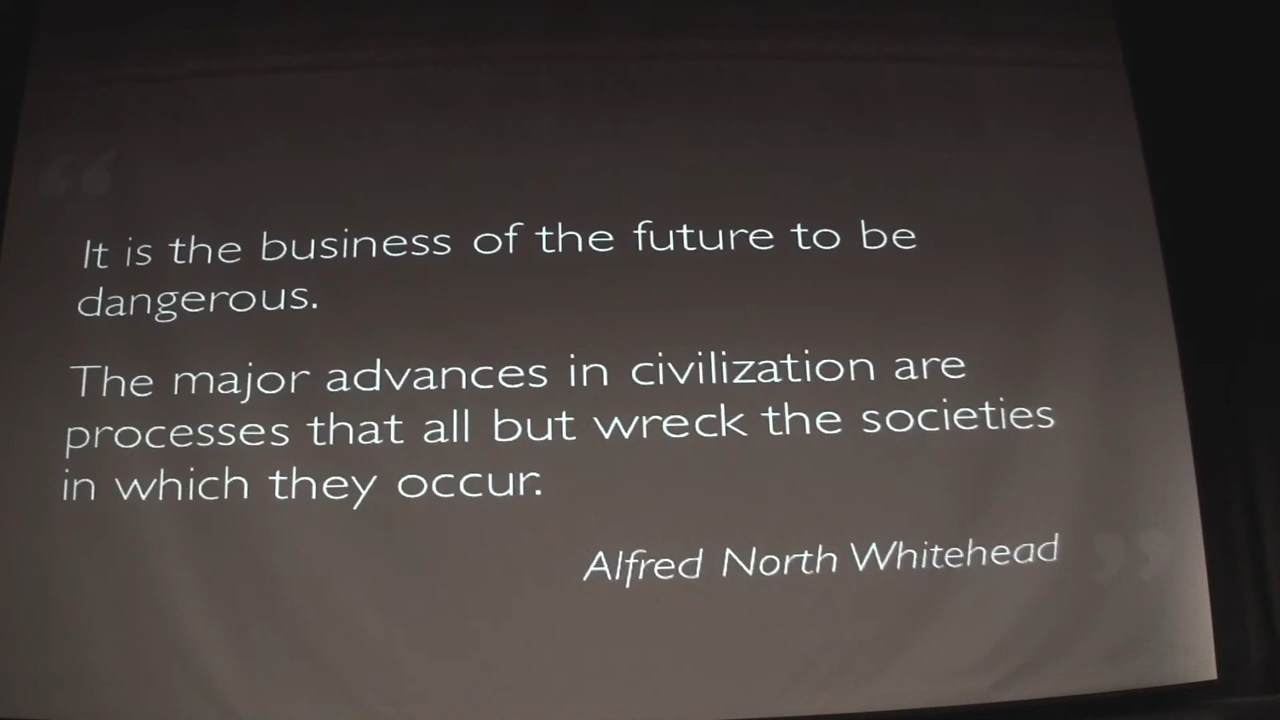 It is the business of the future to be
dangerous.
The major advances in civilization are
processes that all but wreck the societies
in which they occur.
Alfred North Whitehead